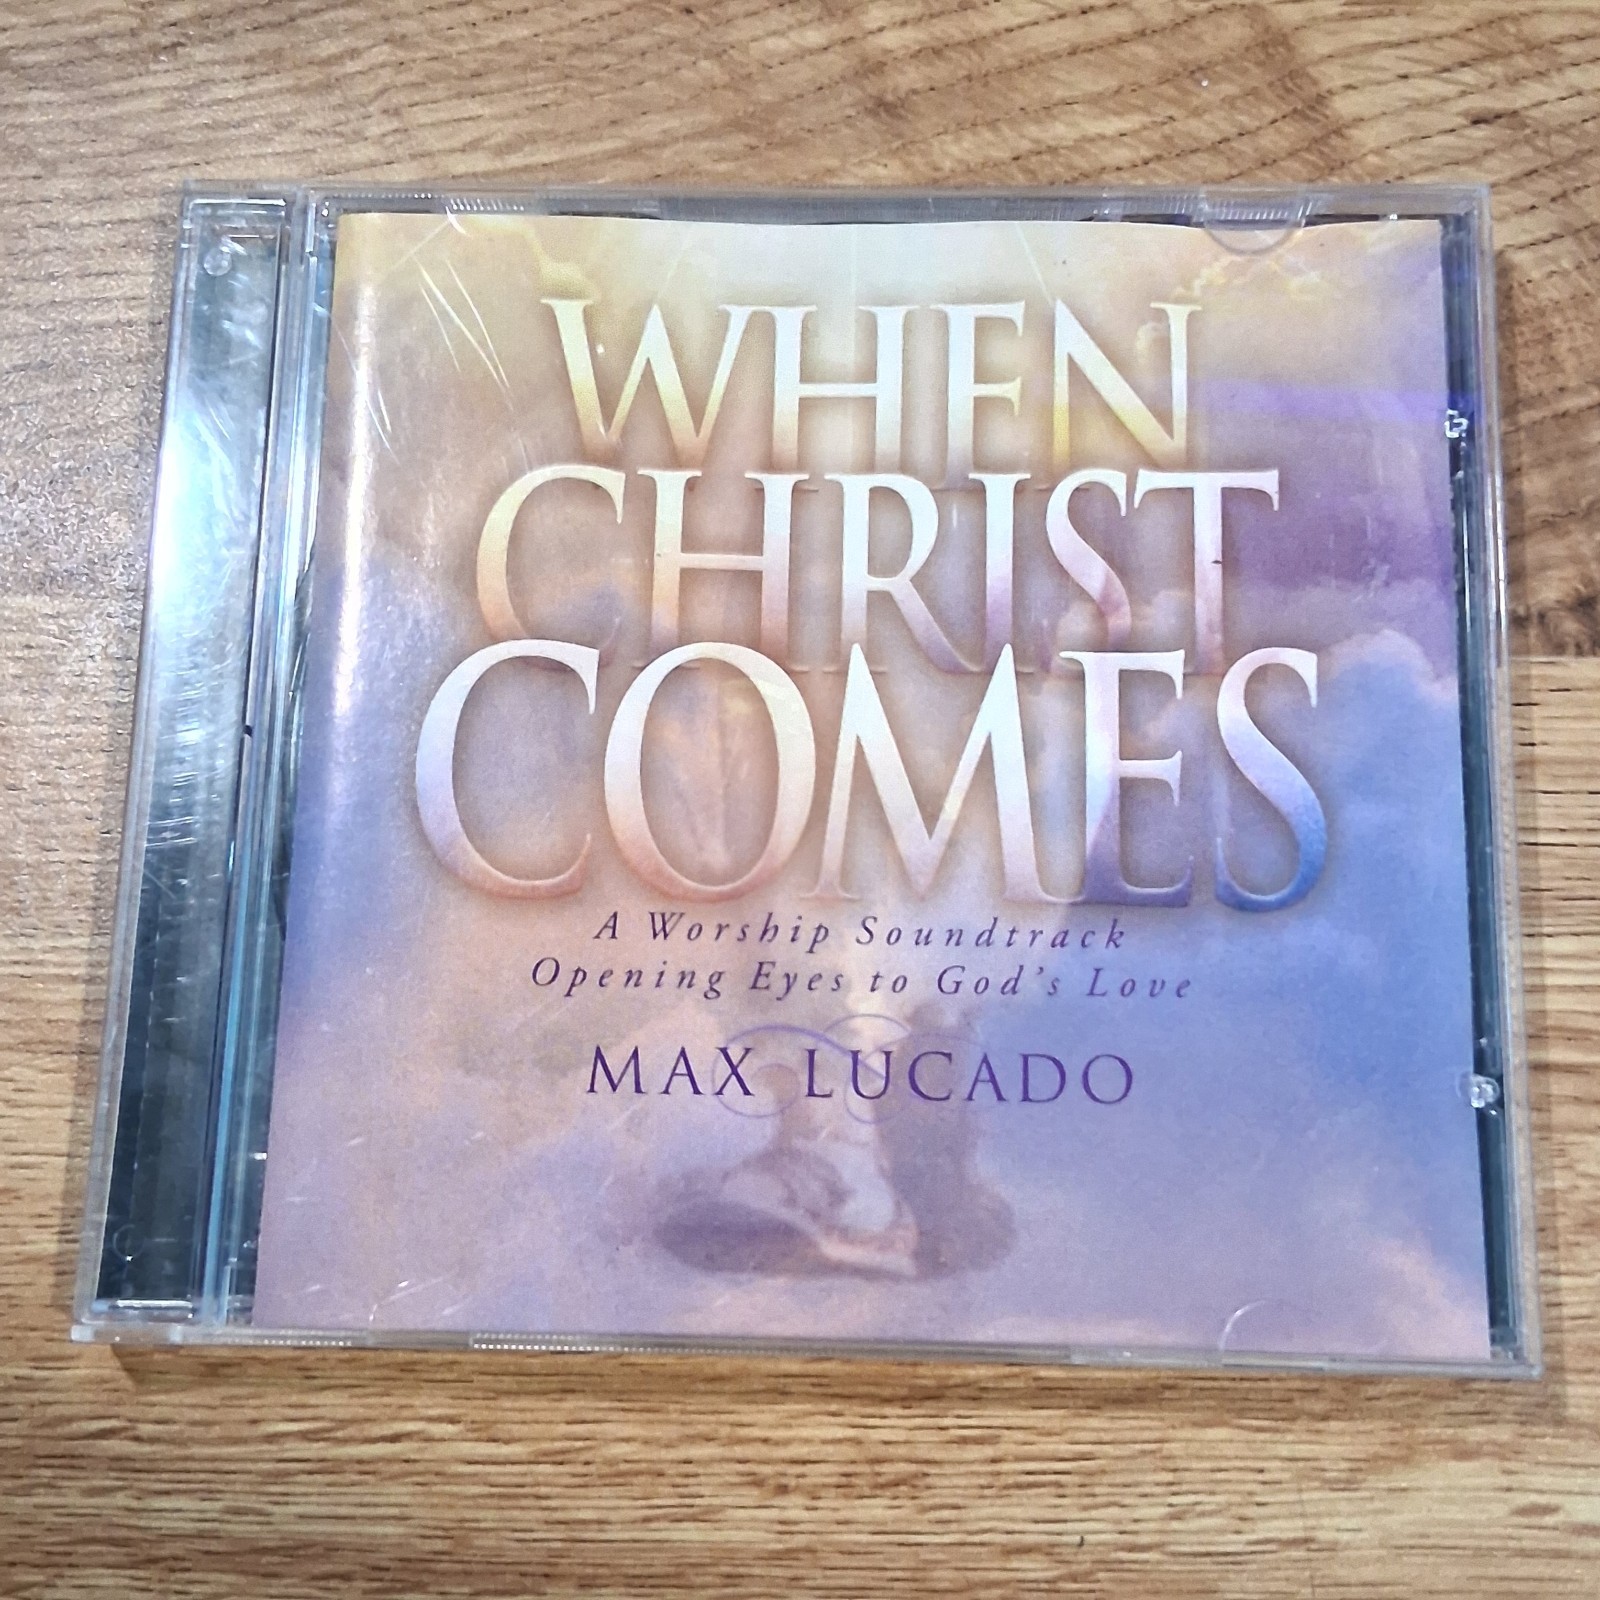 WHEN
CHRIST
COMES
A Worship Soundtrack
Opening Eyes to God's Love
MAX LUCADO